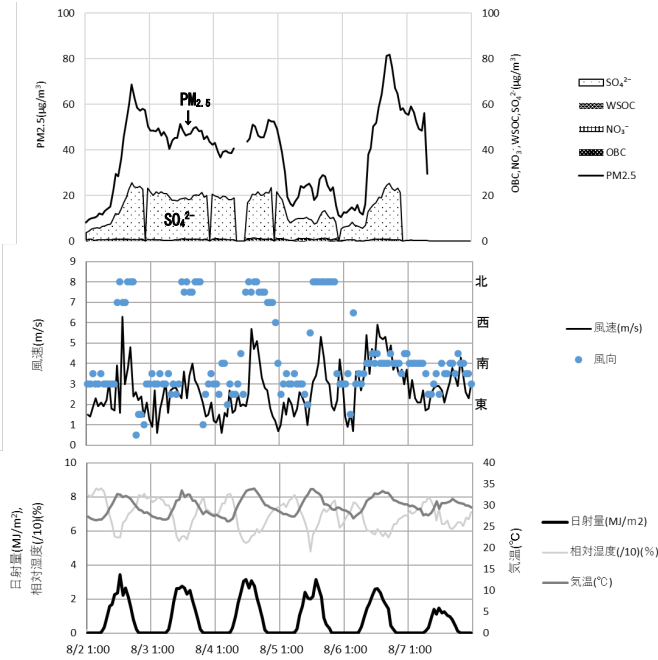 100
80
60
40
20
0
PM2.5(µg/m³)
PM₂.₅
SO₄²⁻
100
80
60
40
20
0
OBC, NO₃⁻, WSOC, SO₄²⁻(µg/m³)
SO₄²⁻
WSOC
NO₃⁻
OBC
PM2.5
9
8
7
6
5
4
3
2
1
0
風速(m/s)
北
西
南
東
風速(m/s)
風向
10
8
6
4
2
0
日射量(MJ/m²),
相対湿度(/10)(%)
40
35
30
25
20
15
10
5
0
気温(℃)
日射量(MJ/m2)
相対湿度(/10)(%)
気温(℃)
8/2 1:00 8/3 1:00 8/4 1:00 8/5 1:00 8/6 1:00 8/7 1:00